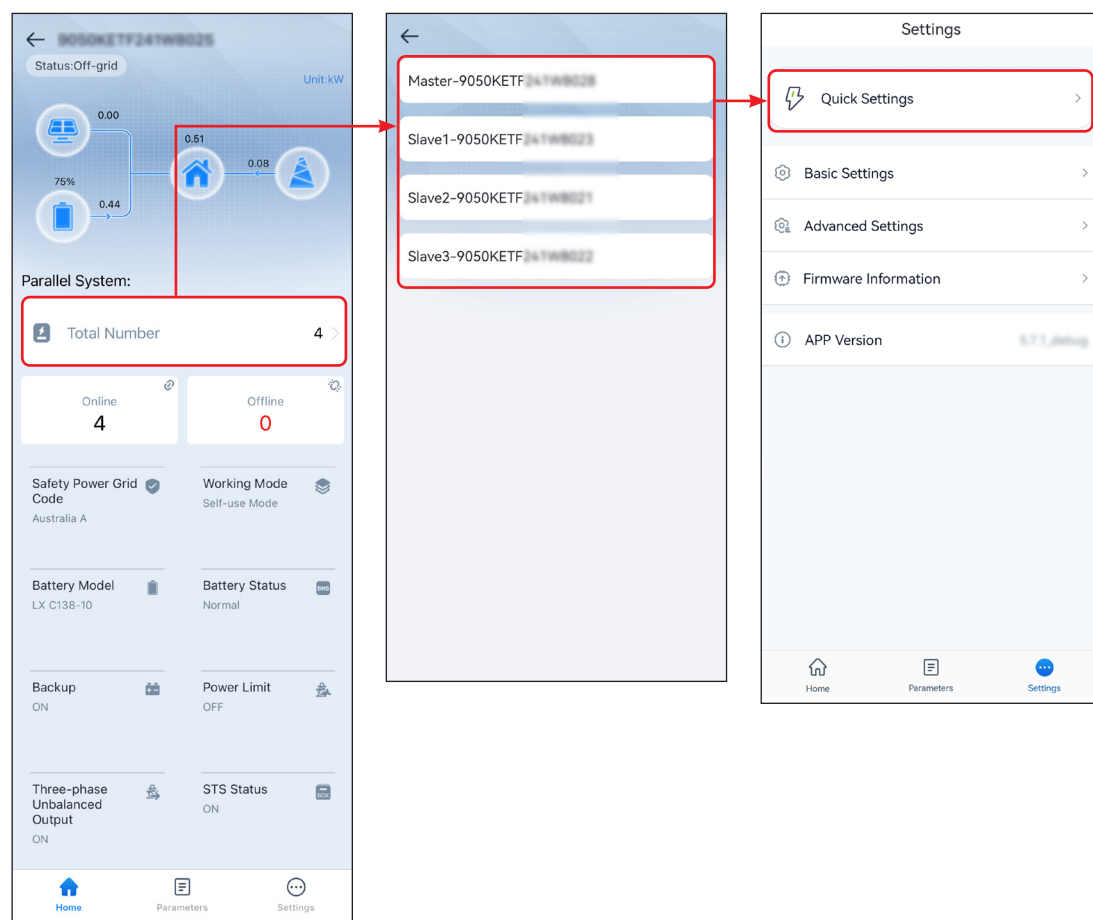 Status:Off-grid
Unit:kW
0.00
0.51
0.08
75%
0.44
Parallel System:
Total Number 4
Online Offline
4 0
Safety Power Grid Code
Australia A
Working Mode
Self-use Mode
Battery Model
LX C138-10
Battery Status
BMS
Normal
Backup
ON
Power Limit
OFF
Three-phase
Unbalanced
Output
ON
STS Status
BOX
ON
Home Parameters Settings
Master-9050KETF
Slave1-9050KETF
Slave2-9050KETF
Slave3-9050KETF
Settings
Quick Settings
Basic Settings
Advanced Settings
Firmware Information
APP Version
Home Parameters Settings